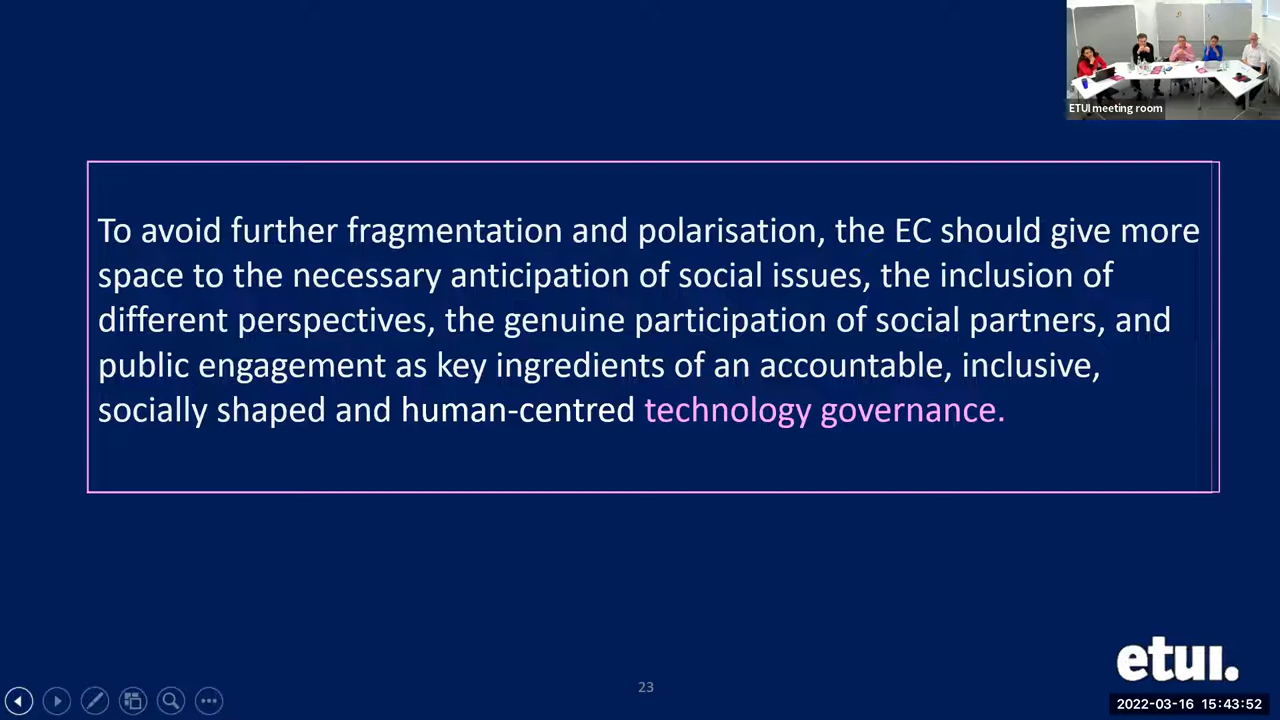 ETUI meeting room
To avoid further fragmentation and polarisation, the EC should give more
space to the necessary anticipation of social issues, the inclusion of
different perspectives, the genuine participation of social partners, and
public engagement as key ingredients of an accountable, inclusive,
socially shaped and human-centred technology governance.
etui.
23
2022-03-16 15:43:52